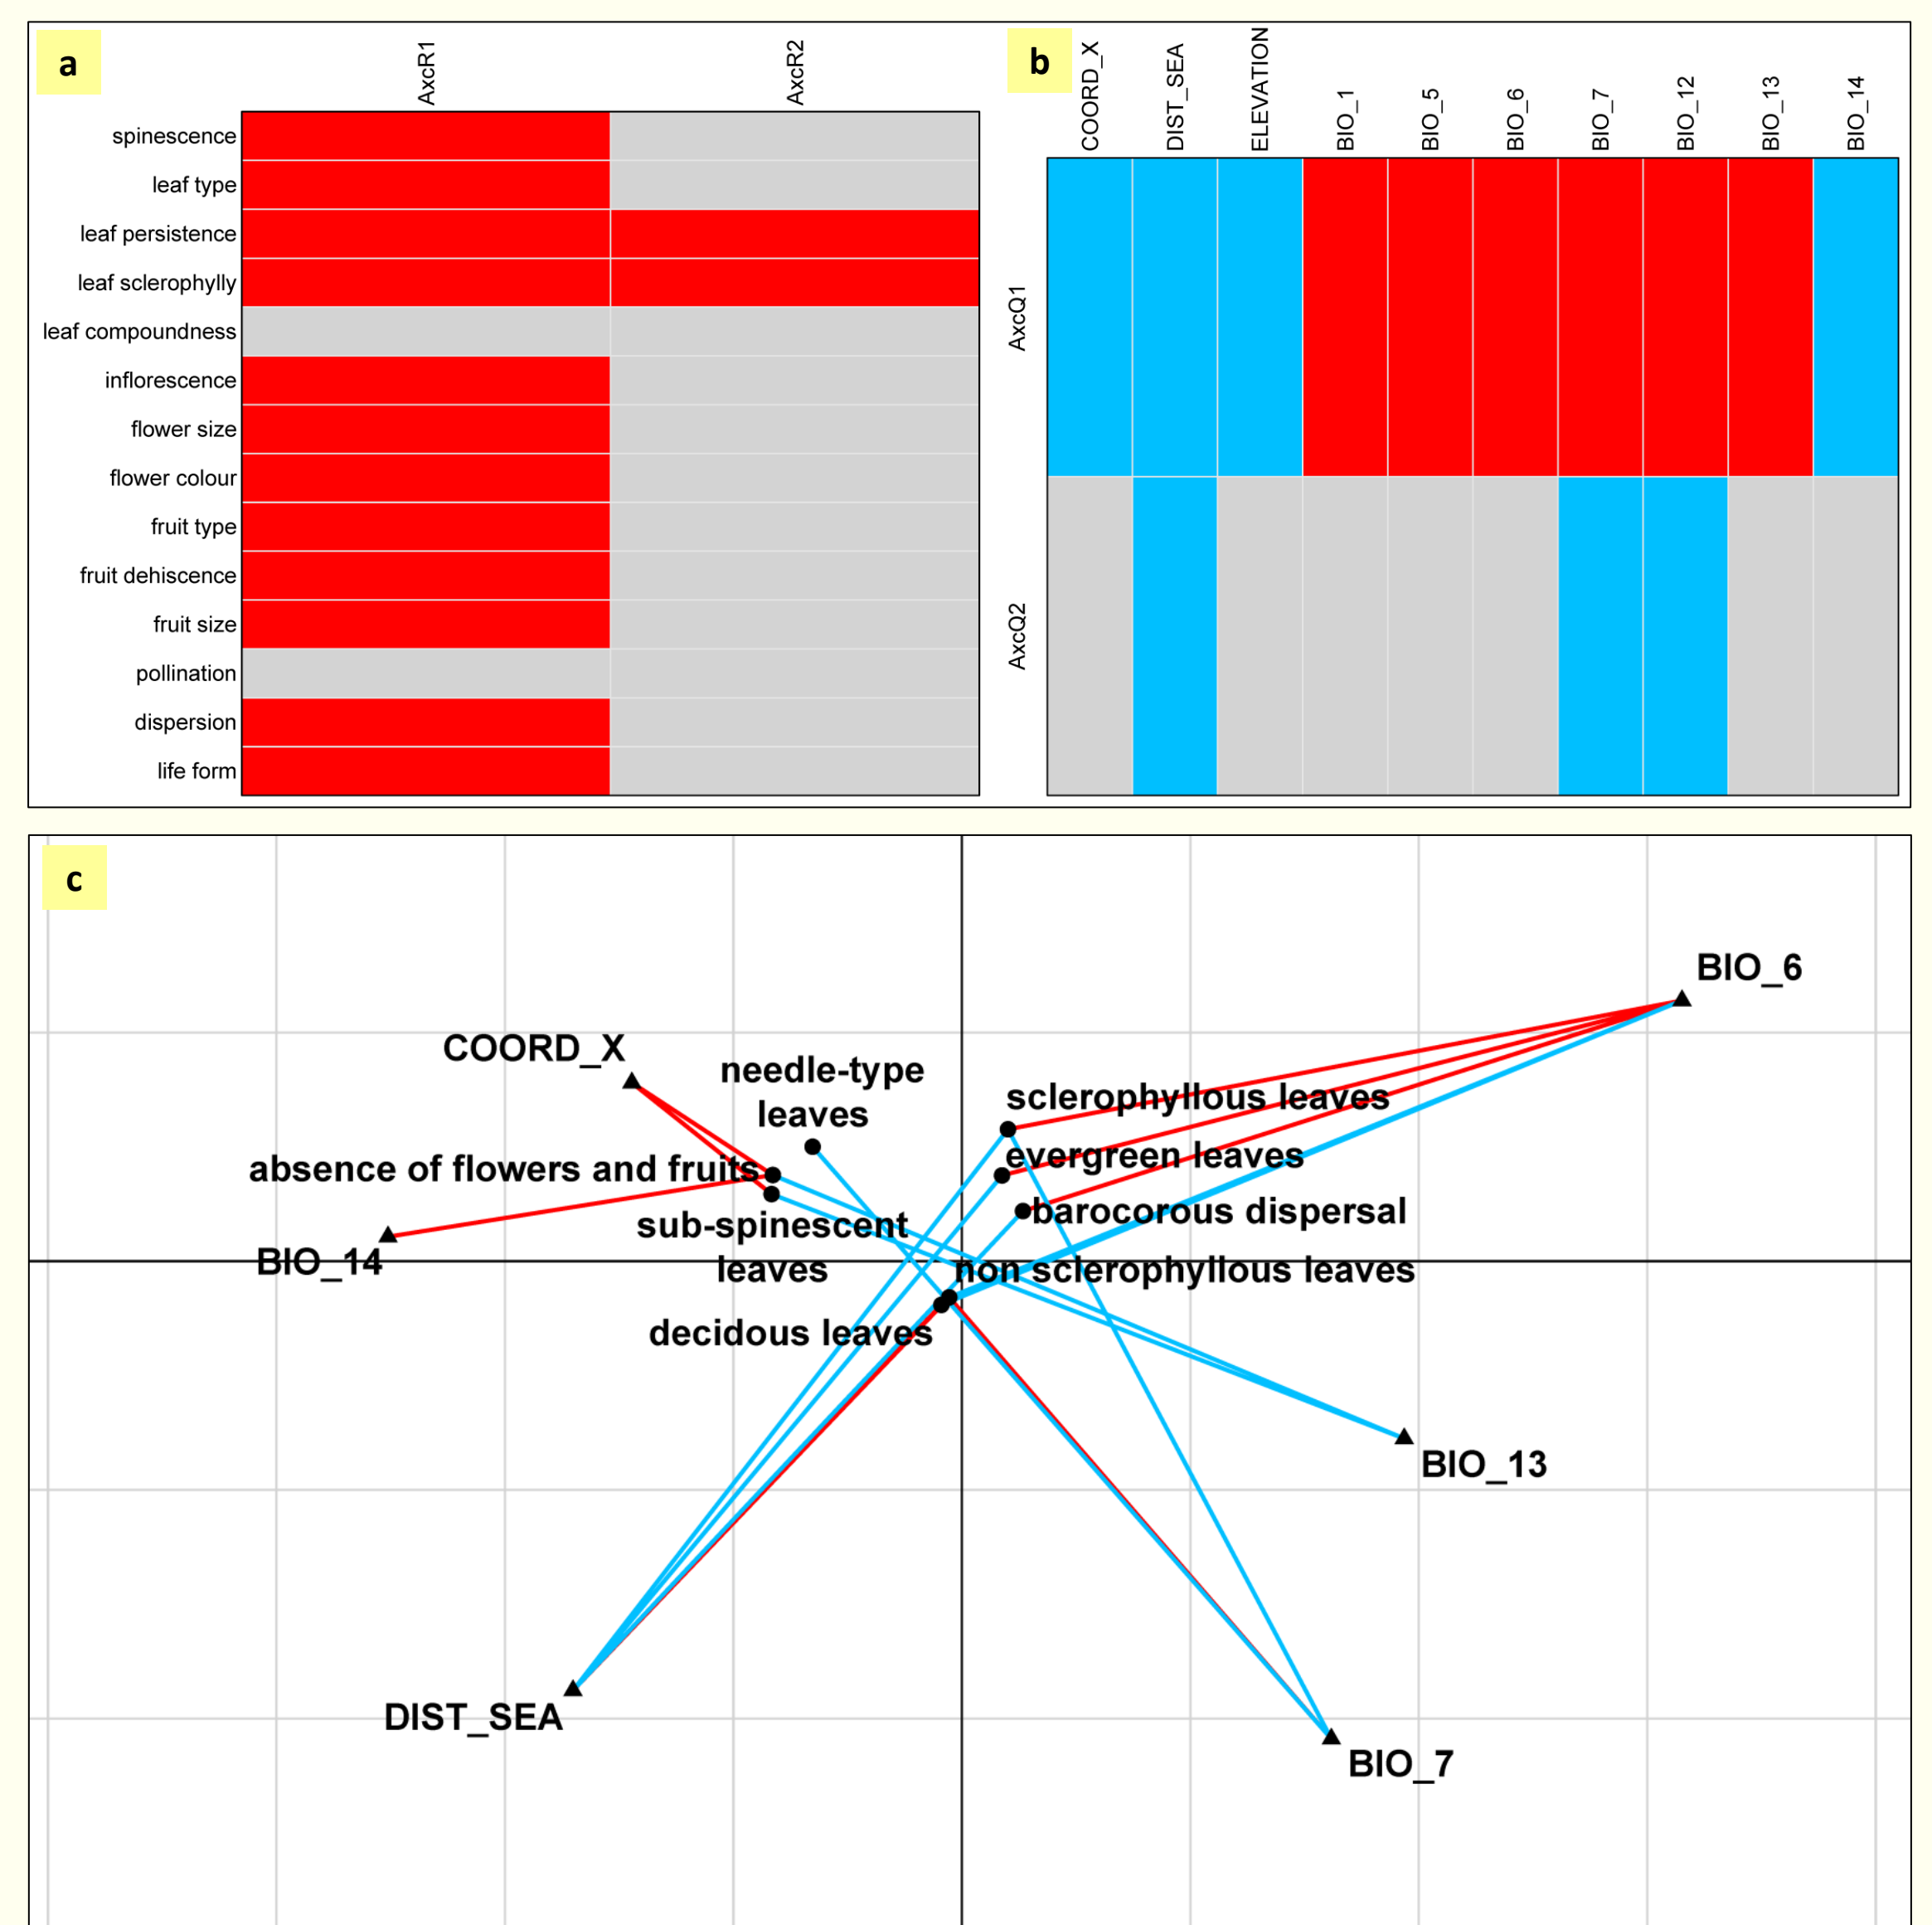 a
AxcR1
AxcR2
spinescence
leaf type
leaf persistence
leaf sclerophylly
leaf compoundness
inflorescence
flower size
flower colour
fruit type
fruit dehiscence
fruit size
pollination
dispersion
life form
b
COORD_X
DIST_SEA
ELEVATION
BIO_1
BIO_5
BIO_6
BIO_7
BIO_12
BIO_13
BIO_14
AxcQ1
AxcQ2
c
BIO_6
COORD_X
needle-type
leaves
sclerophyllous leaves
evergreen leaves
absence of flowers and fruits
barocorous dispersal
sub-spinescent
leaves
BIO_14
non sclerophyllous leaves
decidous leaves
BIO_13
DIST_SEA
BIO_7